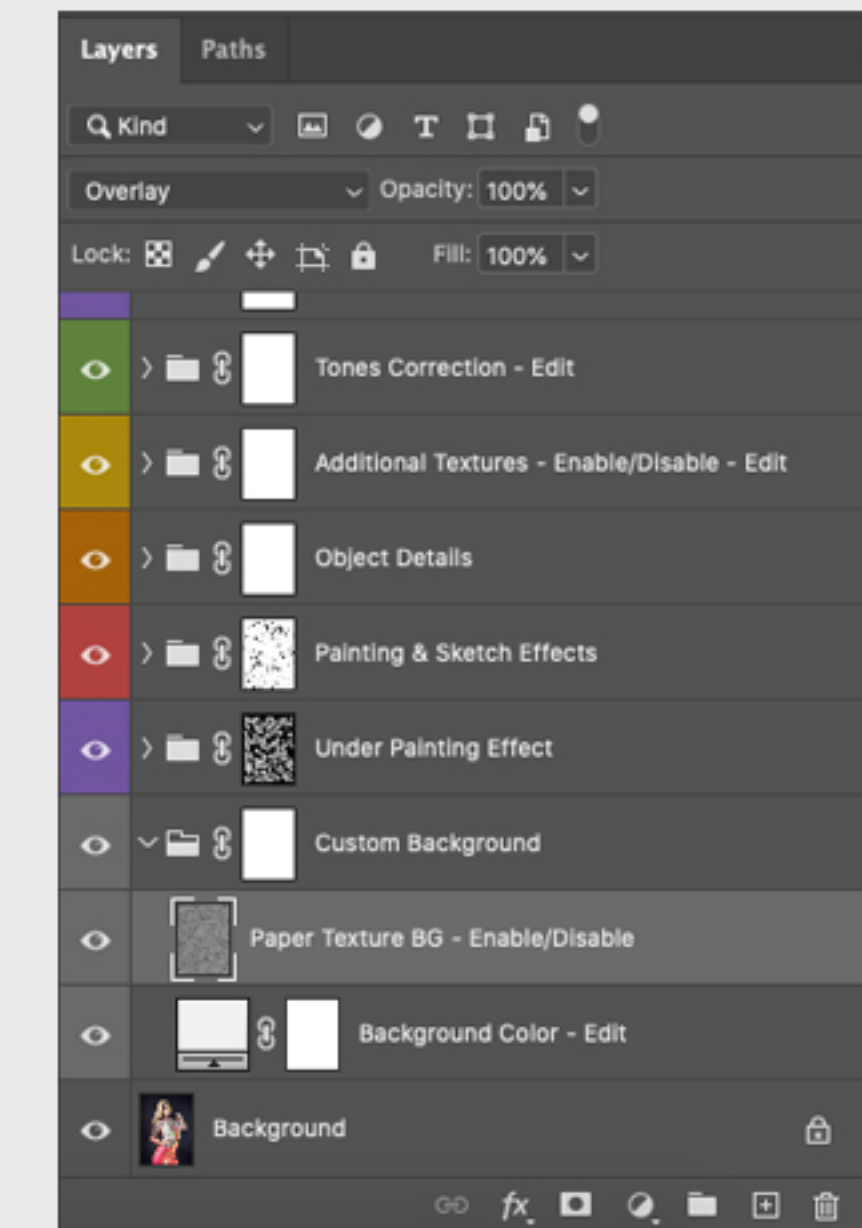 Layers Paths
Kind T
Overlay Opacity: 100%
Lock: Fill: 100%
Tones Correction - Edit
Additional Textures - Enable/Disable - Edit
Object Details
Painting & Sketch Effects
Under Painting Effect
Custom Background
Paper Texture BG - Enable/Disable
Background Color - Edit
Background
fx